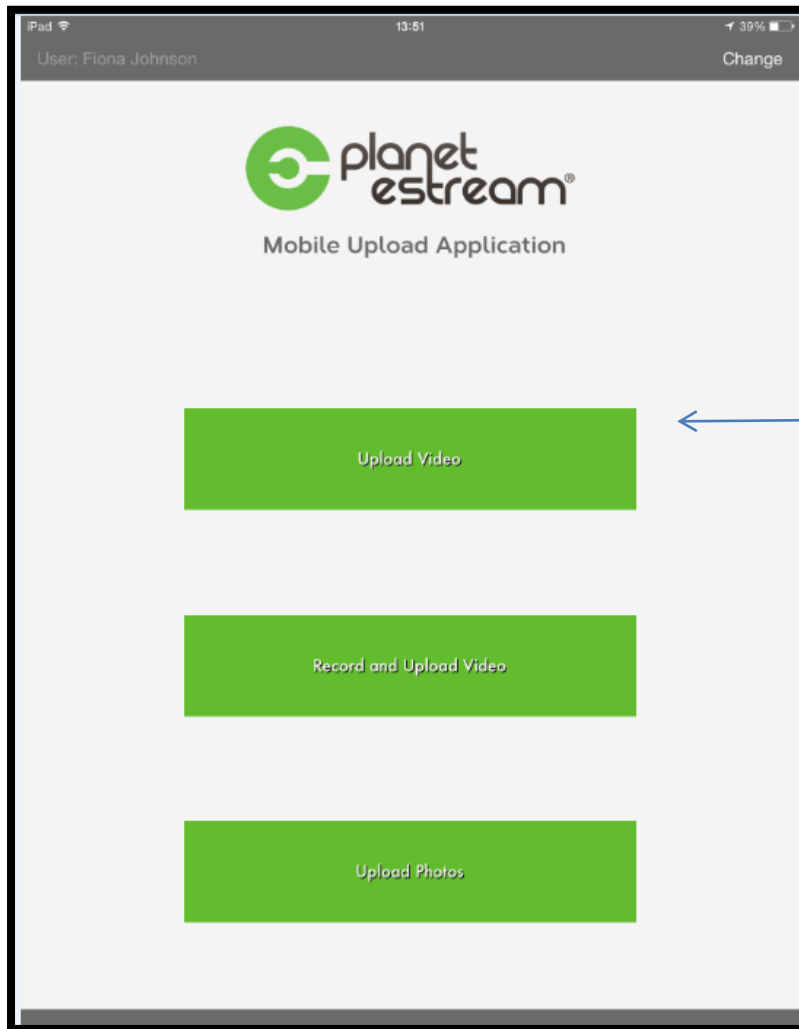 iPad 13:51 39%
User: Fiona Johnson Change
planet
estream®
Mobile Upload Application
Upload Video
Record and Upload Video
Upload Photos